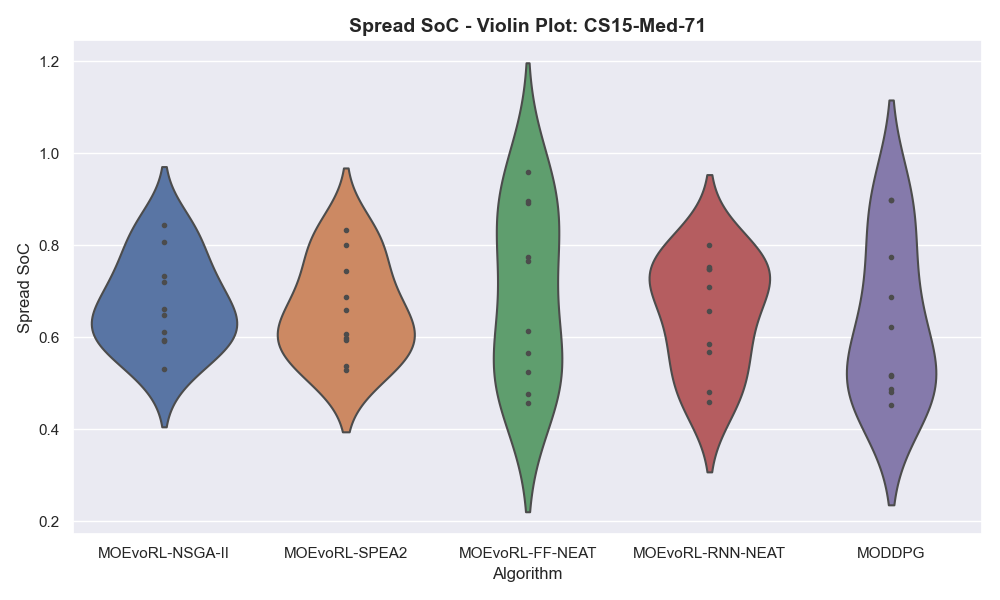 Spread SoC - Violin Plot: CS15-Med-71
Spread SoC
1.2
1.0
0.8
0.6
0.4
0.2
MOEvoRL-NSGA-II
MOEvoRL-SPEA2
MOEvoRL-FF-NEAT
MOEvoRL-RNN-NEAT
MODDPG
Algorithm